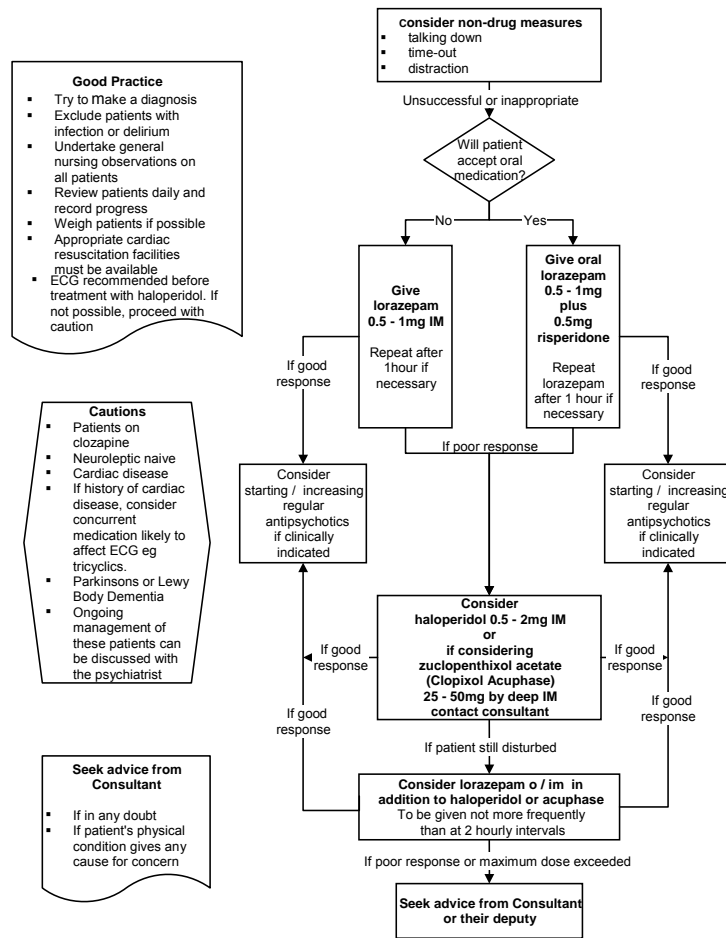 Consider non-drug measures
▪ talking down
▪ time-out
▪ distraction
Unsuccessful or inappropriate
Will patient
accept oral
medication?
No
Yes
Give
lorazepam
0.5 - 1mg IM
Repeat after
1hour if
necessary
Give oral
lorazepam
0.5 - 1mg
plus
0.5mg
risperidone
Repeat
lorazepam
after 1 hour if
necessary
If good
response
If good
response
If poor response
Consider
starting / increasing
regular
antipsychotics
if clinically
indicated
Consider
starting / increasing
regular
antipsychotics
if clinically
indicated
Consider
haloperidol 0.5 - 2mg IM
or
if considering
zuclopenthixol acetate
(Clopixol Acuphase)
25 - 50mg by deep IM
contact consultant
If good
response
If good
response
If good
response
If good
response
If patient still disturbed
Consider lorazepam o / im in
addition to haloperidol or acuphase
To be given not more frequently
than at 2 hourly intervals
If poor response or maximum dose exceeded
Seek advice from Consultant
or their deputy
Good Practice
▪ Try to make a diagnosis
▪ Exclude patients with
infection or delirium
▪ Undertake general
nursing observations on
all patients
▪ Review patients daily and
record progress
▪ Weigh patients if possible
▪ Appropriate cardiac
resuscitation facilities
must be available
▪ ECG recommended before
treatment with haloperidol. If
not possible, proceed with
caution
Cautions
▪ Patients on
clozapine
▪ Neuroleptic naive
▪ Cardiac disease
▪ If history of cardiac
disease, consider
concurrent
medication likely to
affect ECG eg
tricyclics.
▪ Parkinsons or Lewy
Body Dementia
▪ Ongoing
management of
these patients can
be discussed with
the psychiatrist
Seek advice from
Consultant
▪ If in any doubt
▪ If patient's physical
condition gives any
cause for concern